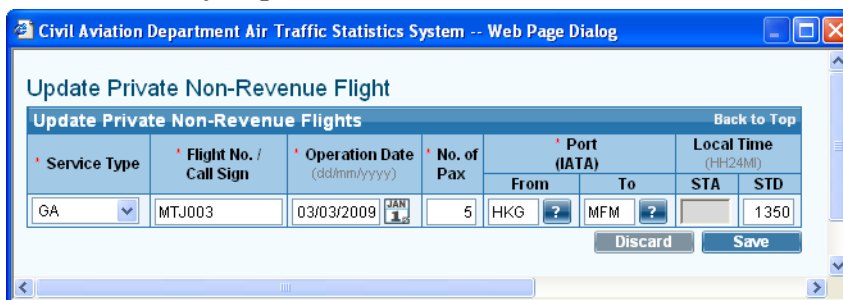 Civil Aviation Department Air Traffic Statistics System -- Web Page Dialog
Update Private Non-Revenue Flight
Update Private Non-Revenue Flights Back to Top
* Service Type * Flight No. / Call Sign * Operation Date (dd/mm/yyyy) * No. of Pax * Port (IATA) Local Time (HH24MI)
From To STA STD
GA MTJ003 03/03/2009 JAN 1 5 HKG ? MFM ? 1350
Discard Save